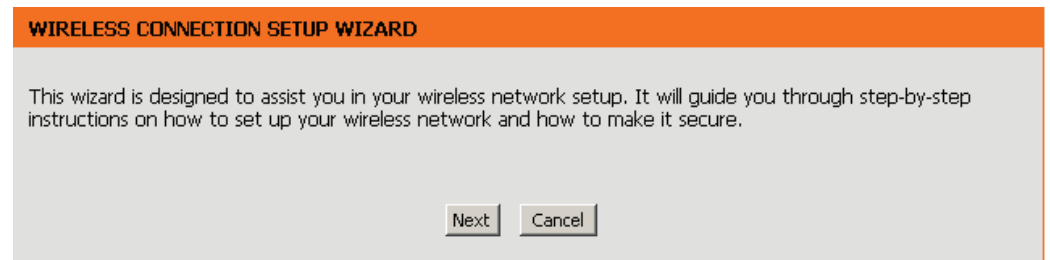 WIRELESS CONNECTION SETUP WIZARD
This wizard is designed to assist you in your wireless network setup. It will guide you through step-by-step
instructions on how to set up your wireless network and how to make it secure.
Next Cancel